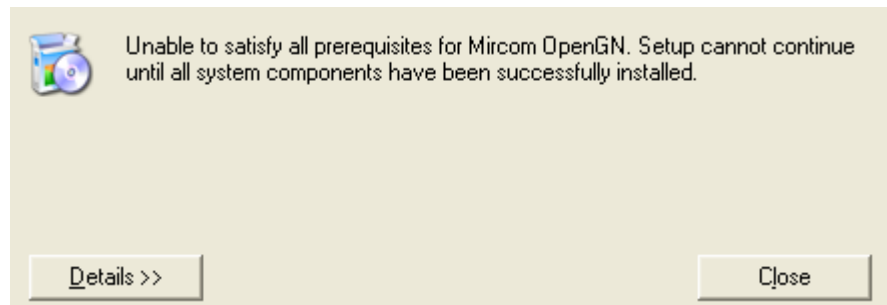 Unable to satisfy all prerequisites for Mircom OpenGN. Setup cannot continue
until all system components have been successfully installed.
Details >>
Close